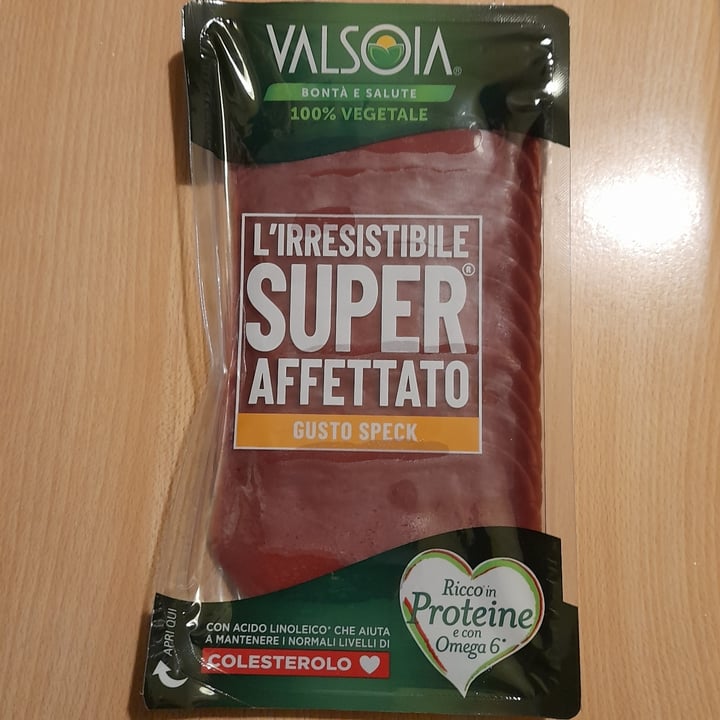 VALSOIA®
BONTÀ E SALUTE
100% VEGETALE
L'IRRESISTIBILE
SUPER®
AFFETTATO
GUSTO SPECK
Ricco in
Proteine
e con
Omega 6*
CON ACIDO LINOLEICO* CHE AIUTA
A MANTENERE I NORMALI LIVELLI DI
COLESTEROLO
APRI QUI